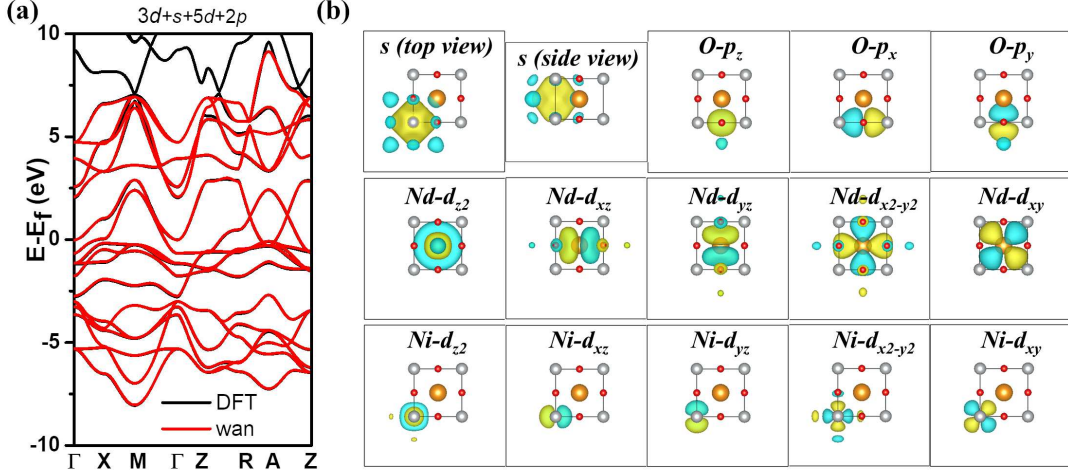 (a)
3d+s+5d+2p
10
5
0
-5
-10
E-E_f (eV)
DFT
wan
Γ X M Γ Z R A Z
(b)
s (top view)
s (side view)
O-p_z
O-p_x
O-p_y
Nd-d_z2
Nd-d_xz
Nd-d_yz
Nd-d_x2-y2
Nd-d_xy
Ni-d_z2
Ni-d_xz
Ni-d_yz
Ni-d_x2-y2
Ni-d_xy